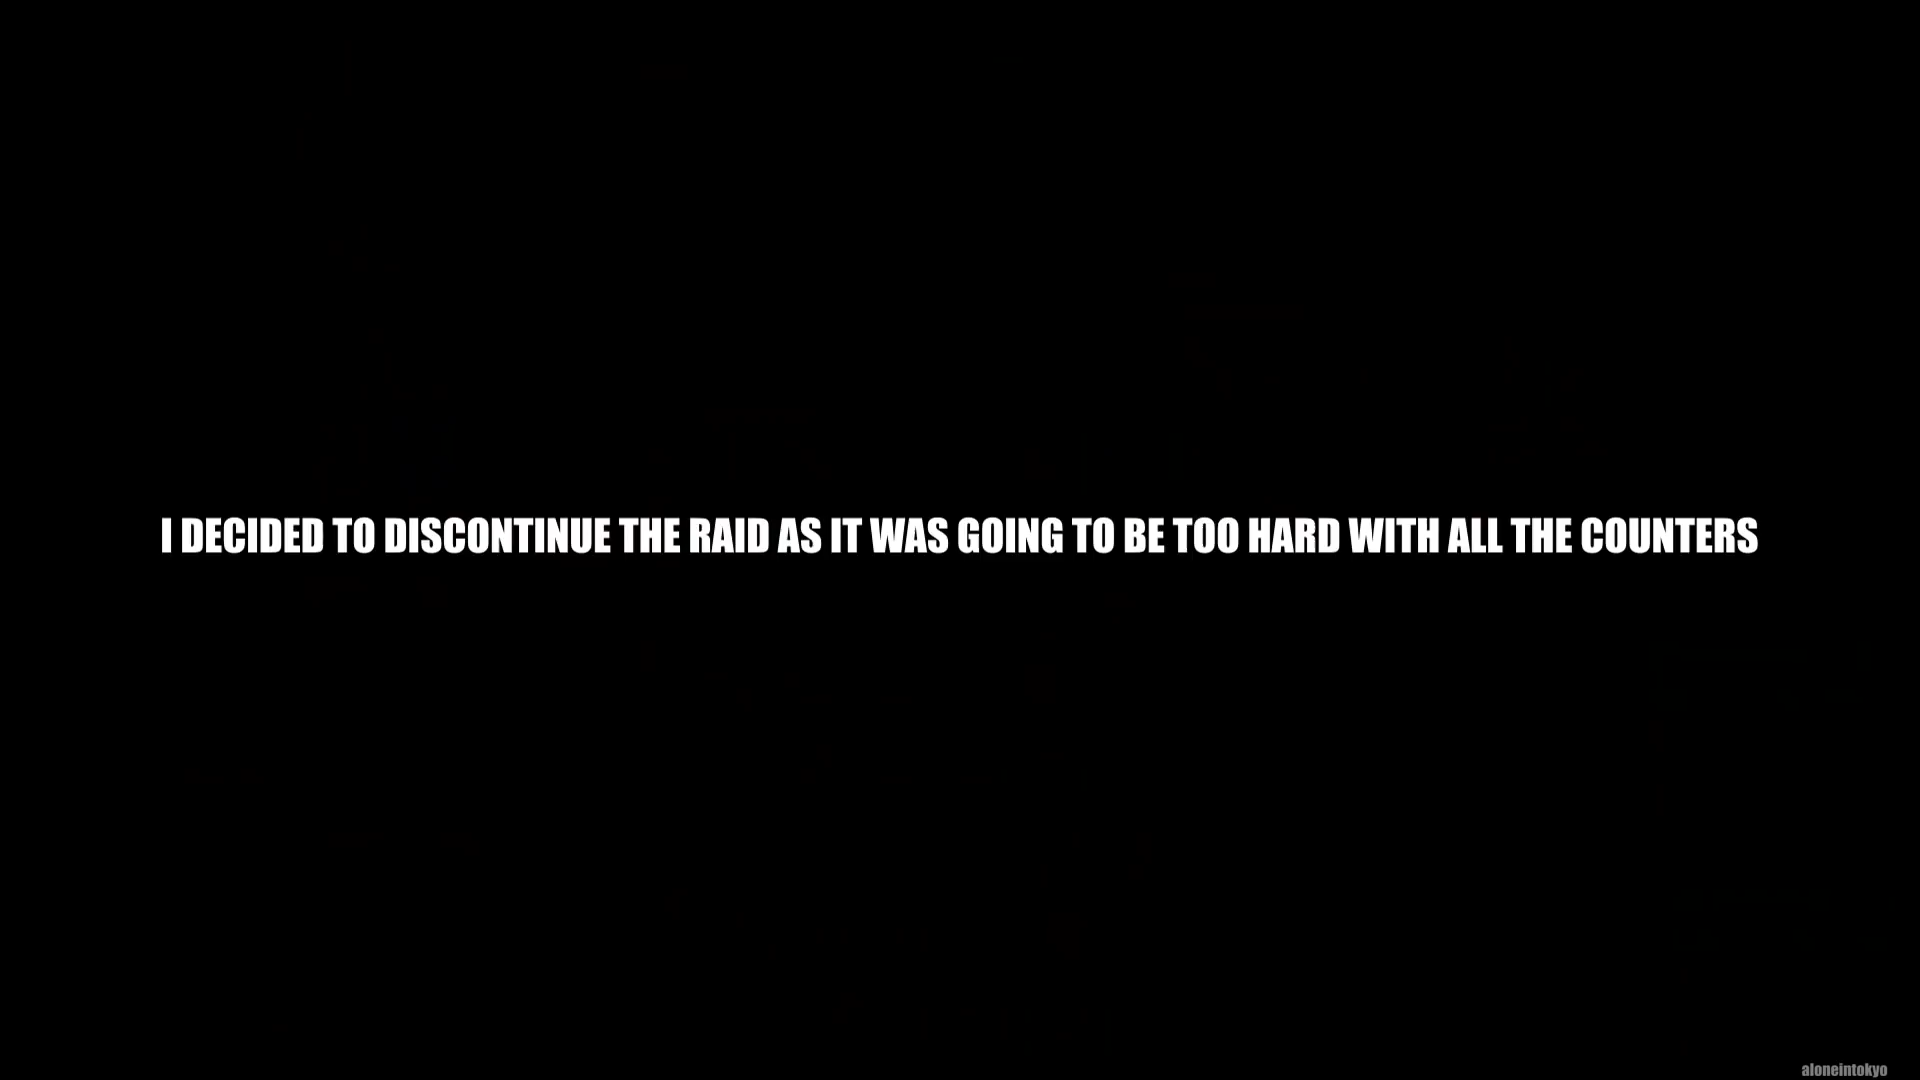 I DECIDED TO DISCONTINUE THE RAID AS IT WAS GOING TO BE TOO HARD WITH ALL THE COUNTERS
aloneintokyo